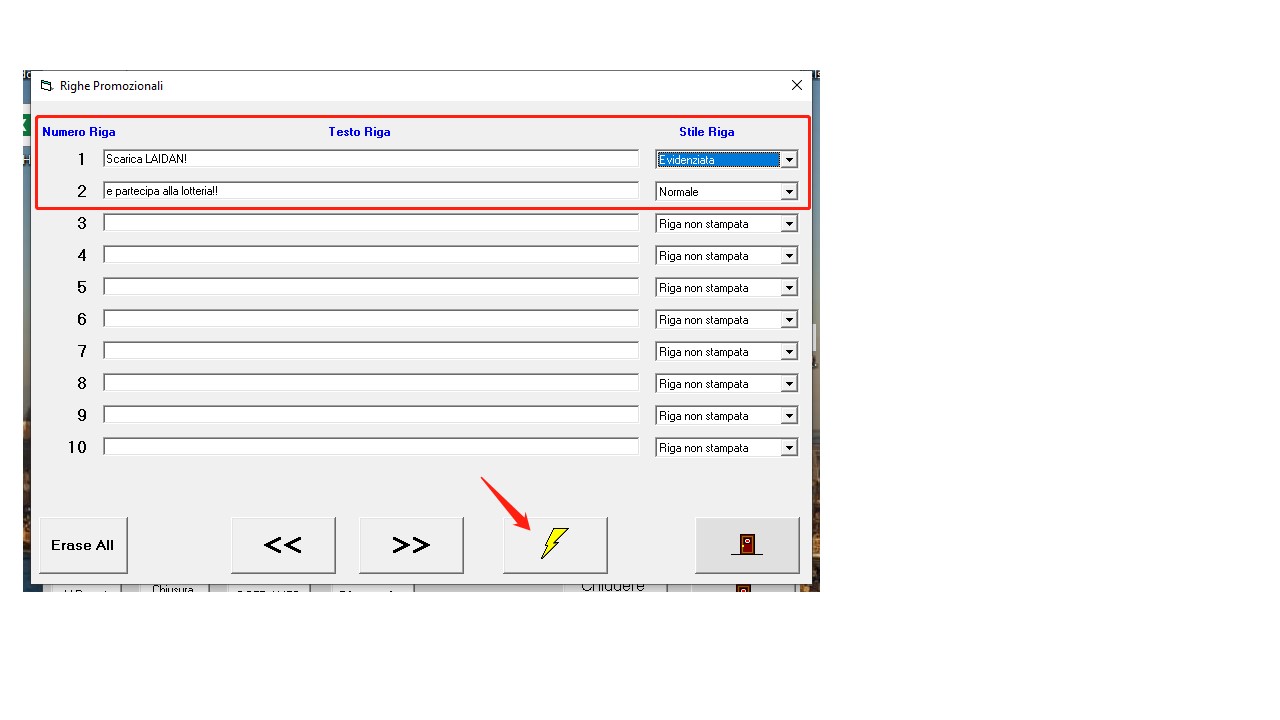 Righe Promozionali
Numero Riga Testo Riga Stile Riga
1 Scarica LAIDAN! Evidenziata
2 e partecipa alla lotteria!! Normale
3 Riga non stampata
4 Riga non stampata
5 Riga non stampata
6 Riga non stampata
7 Riga non stampata
8 Riga non stampata
9 Riga non stampata
10 Riga non stampata
Erase All << >>
Chiusura Chiudere